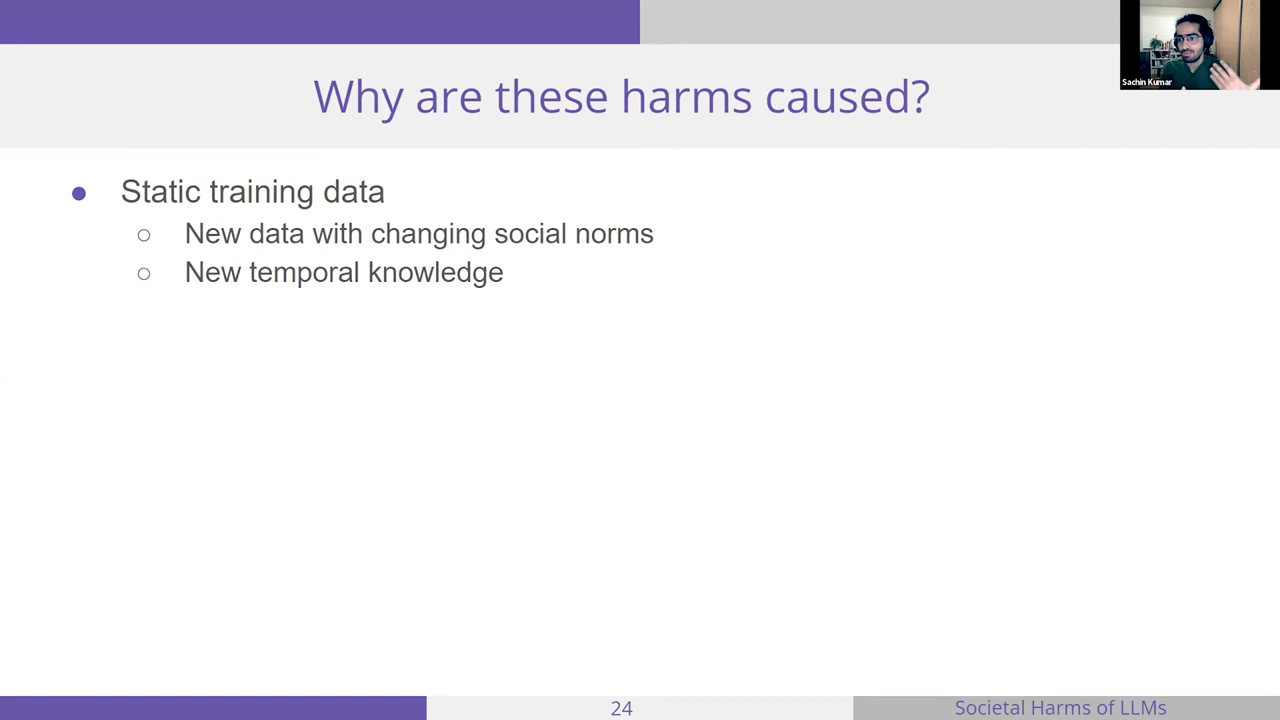 Sachin Kumar
Why are these harms caused?
● Static training data
○ New data with changing social norms
○ New temporal knowledge
24
Societal Harms of LLMs